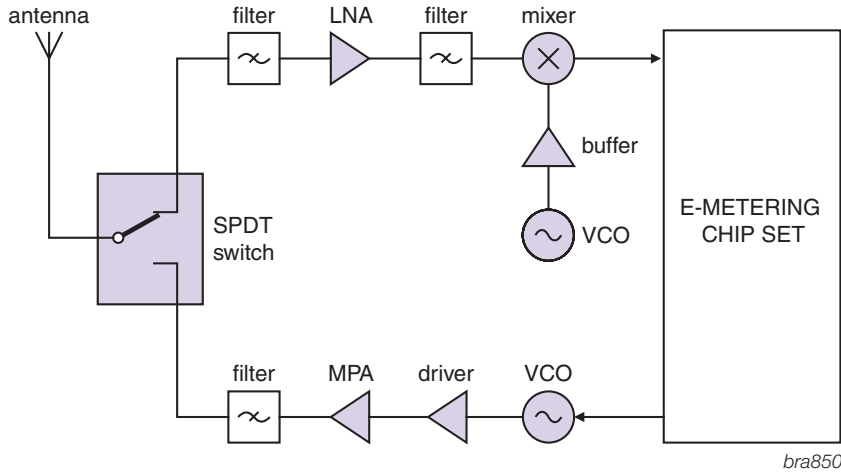 antenna
filter
LNA
filter
mixer
buffer
VCO
E-METERING
CHIP SET
SPDT
switch
filter
MPA
driver
VCO
bra850